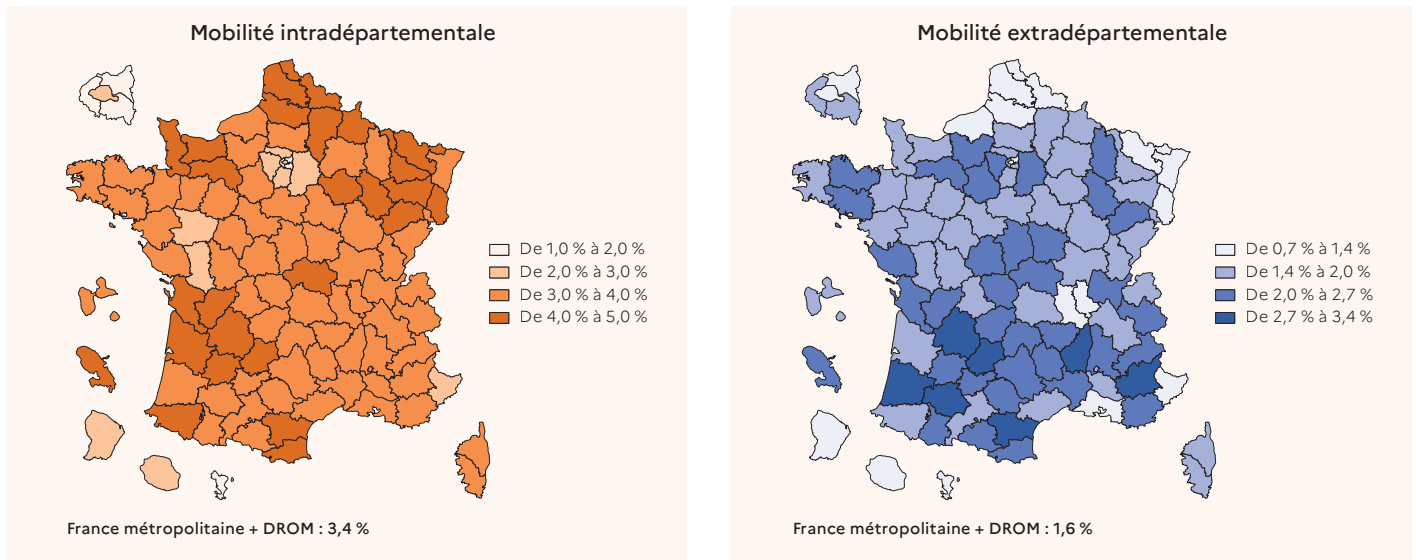 Mobilité intradépartementale
De 1,0 % à 2,0 %
De 2,0 % à 3,0 %
De 3,0 % à 4,0 %
De 4,0 % à 5,0 %
France métropolitaine + DROM : 3,4 %
Mobilité extradépartementale
De 0,7 % à 1,4 %
De 1,4 % à 2,0 %
De 2,0 % à 2,7 %
De 2,7 % à 3,4 %
France métropolitaine + DROM : 1,6 %